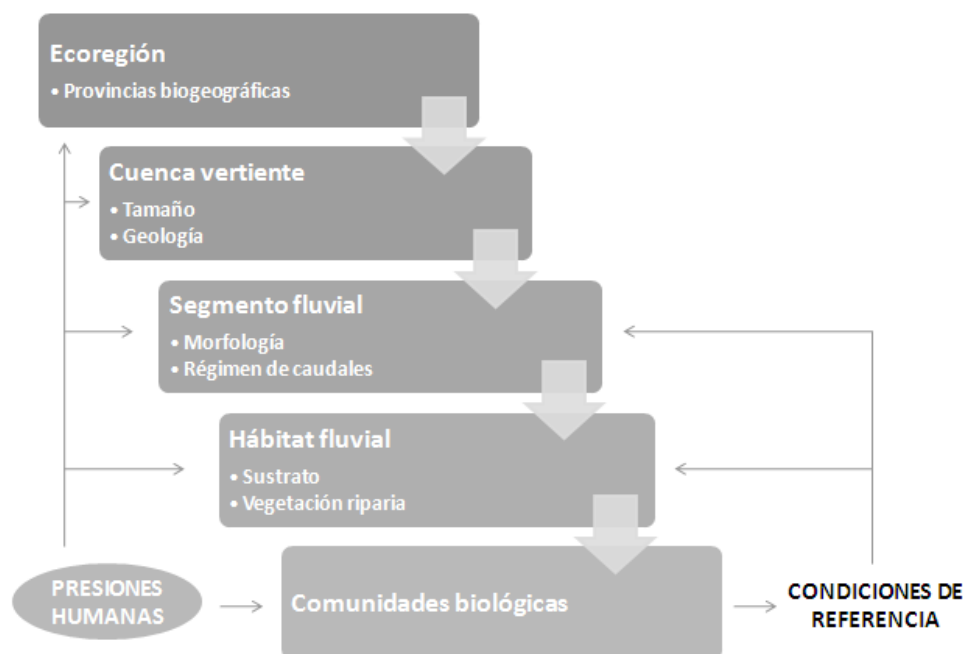 Ecoregión
• Provincias biogeográficas
Cuenca vertiente
• Tamaño
• Geología
Segmento fluvial
• Morfología
• Régimen de caudales
Hábitat fluvial
• Sustrato
• Vegetación riparia
PRESIONES
HUMANAS
Comunidades biológicas
CONDICIONES DE
REFERENCIA